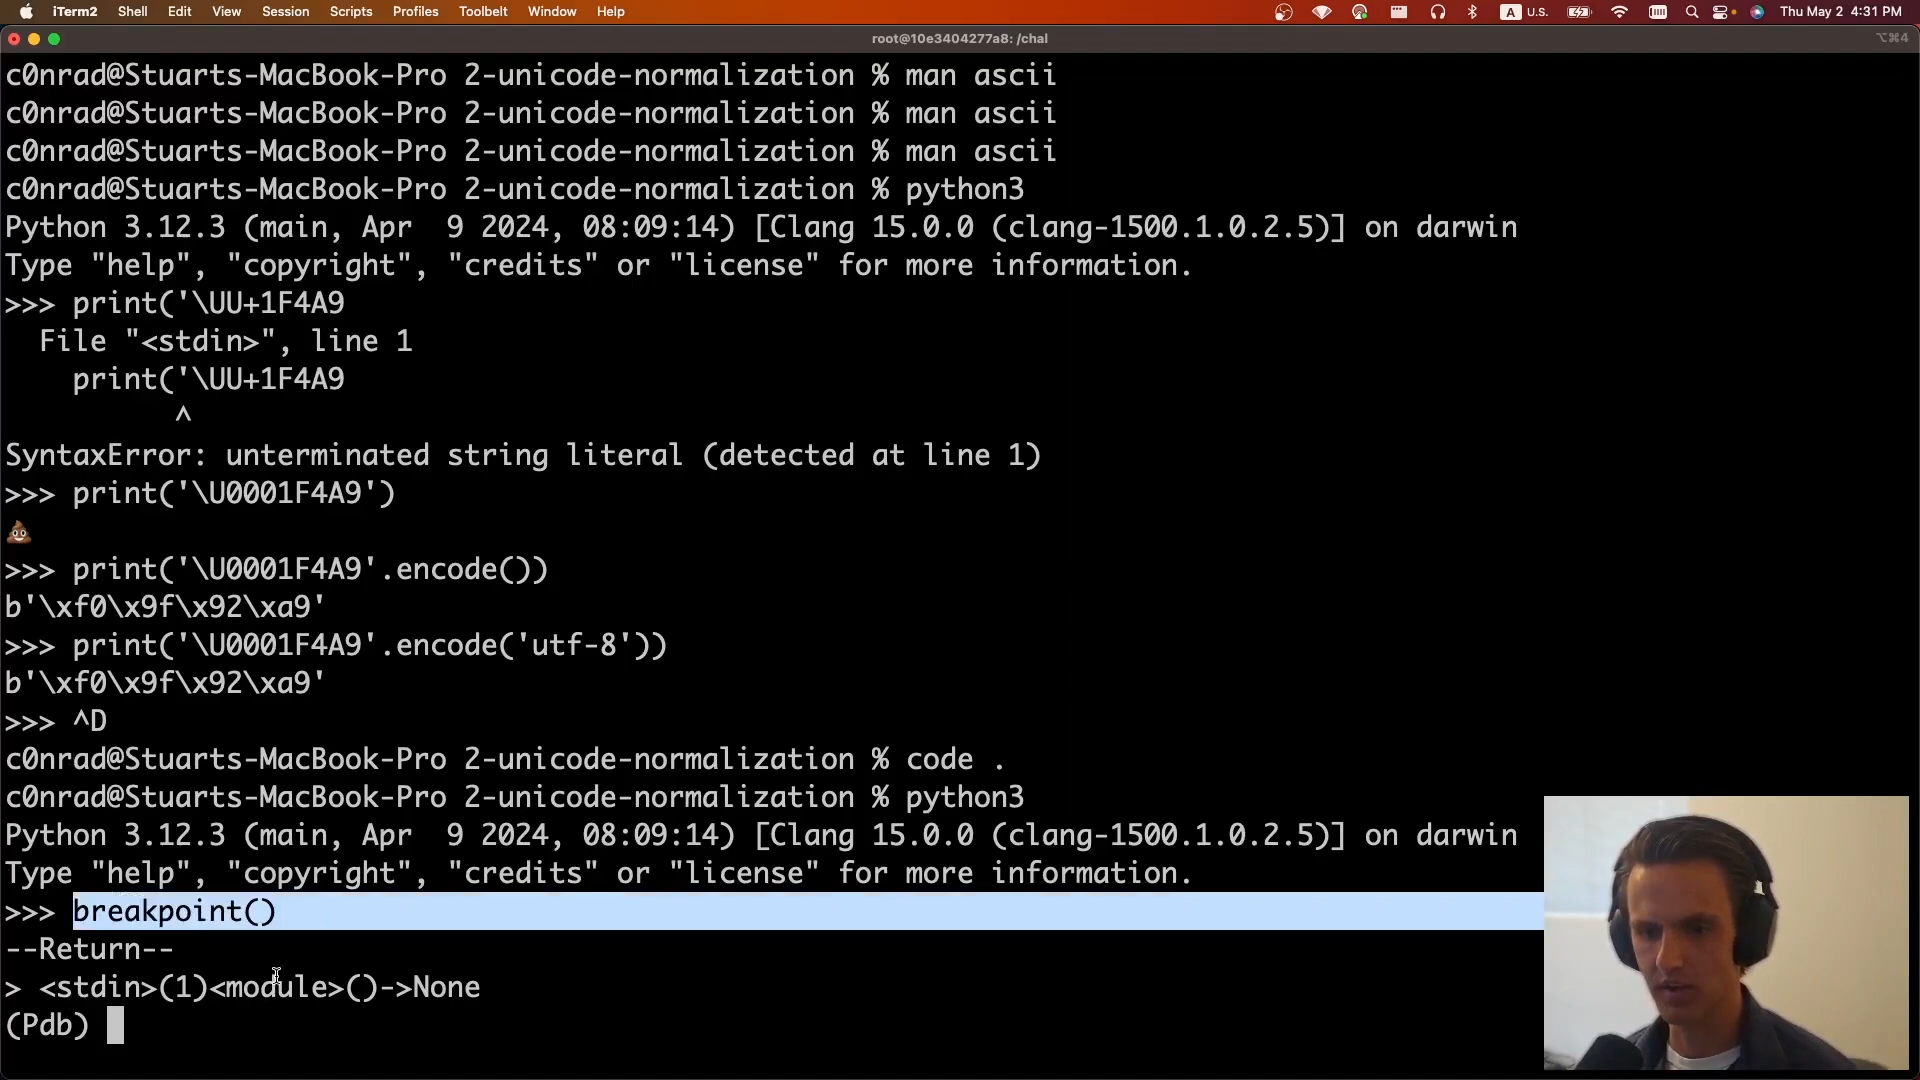 iTerm2 Shell Edit View Session Scripts Profiles Toolbelt Window Help A U.S. Thu May 2 4:31 PM
root@10e3404277a8: /chal ⌥⌘4
c0nrad@Stuarts-MacBook-Pro 2-unicode-normalization % man ascii
c0nrad@Stuarts-MacBook-Pro 2-unicode-normalization % man ascii
c0nrad@Stuarts-MacBook-Pro 2-unicode-normalization % man ascii
c0nrad@Stuarts-MacBook-Pro 2-unicode-normalization % python3
Python 3.12.3 (main, Apr  9 2024, 08:09:14) [Clang 15.0.0 (clang-1500.1.0.2.5)] on darwin
Type "help", "copyright", "credits" or "license" for more information.
>>> print('\UU+1F4A9
  File "<stdin>", line 1
    print('\UU+1F4A9
          ^
SyntaxError: unterminated string literal (detected at line 1)
>>> print('\U0001F4A9')
💩
>>> print('\U0001F4A9'.encode())
b'\xf0\x9f\x92\xa9'
>>> print('\U0001F4A9'.encode('utf-8'))
b'\xf0\x9f\x92\xa9'
>>> ^D
c0nrad@Stuarts-MacBook-Pro 2-unicode-normalization % code .
c0nrad@Stuarts-MacBook-Pro 2-unicode-normalization % python3
Python 3.12.3 (main, Apr  9 2024, 08:09:14) [Clang 15.0.0 (clang-1500.1.0.2.5)] on darwin
Type "help", "copyright", "credits" or "license" for more information.
>>> breakpoint()
--Return--
> <stdin>(1)<module>()->None
(Pdb)